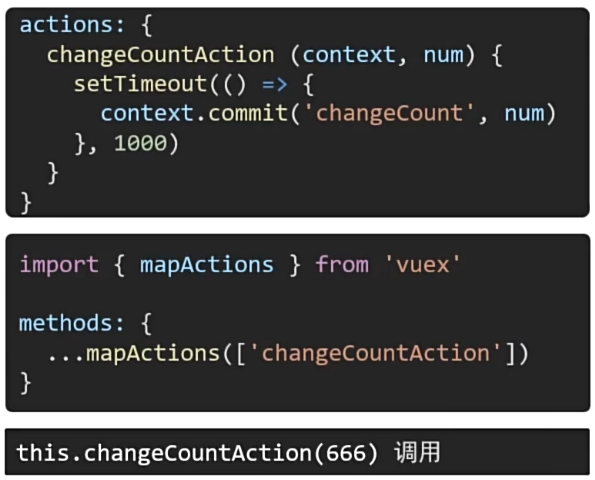 actions: {
  changeCountAction (context, num) {
    setTimeout(() => {
      context.commit('changeCount', num)
    }, 1000)
  }
}
import { mapActions } from 'vuex'
methods: {
  ...mapActions(['changeCountAction'])
}
this.changeCountAction(666) 调用